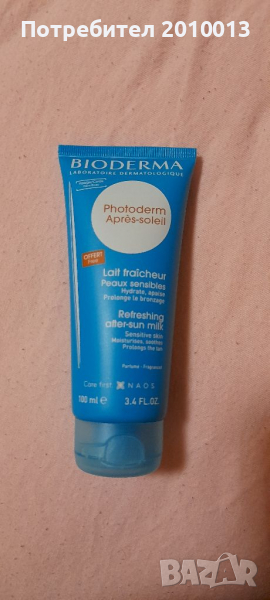 Потребител 2010013
BIODERMA
LABORATOIRE DERMATOLOGIQUE
Photoderm
Après-soleil
OFFERT
Free
Lait fraîcheur
Peaux sensibles
Hydrate, apaise
Prolonge le bronzage
Refreshing
after-sun milk
Sensitive skin
Moisturises, soothes
Prolongs the tan
Parfumé - Fragranced
Care First NAOS
100 ml e 3.4 FL.OZ.
BAZAR